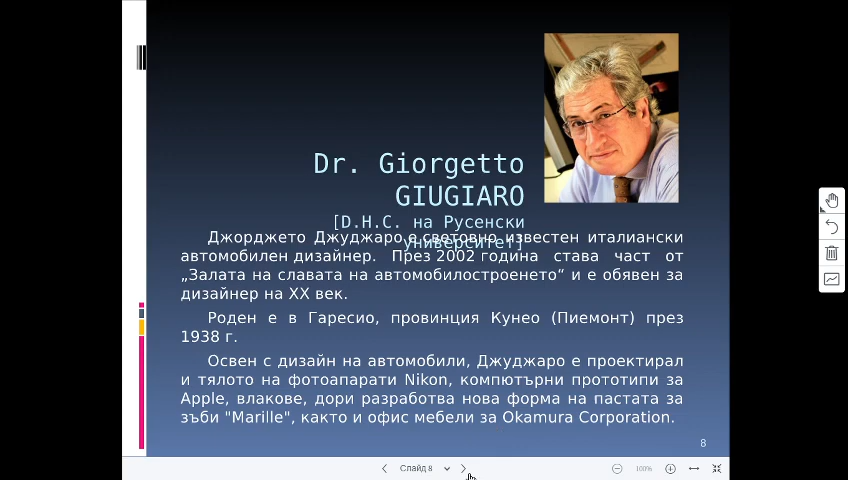 Dr. Giorgetto
GIUGIARO
[D.H.C. на Русенски
университет]
Джорджето Джуджаро е световно известен италиански
автомобилен дизайнер. През 2002 година става част от
„Залата на славата на автомобилостроенето“ и е обявен за
дизайнер на XX век.
Роден е в Гаресио, провинция Кунео (Пиемонт) през
1938 г.
Освен с дизайн на автомобили, Джуджаро е проектирал
и тялото на фотоапарати Nikon, компютърни прототипи за
Apple, влакове, дори разработва нова форма на пастата за
зъби "Marille", както и офис мебели за Okamura Corporation.
8
Слайд 8
100%